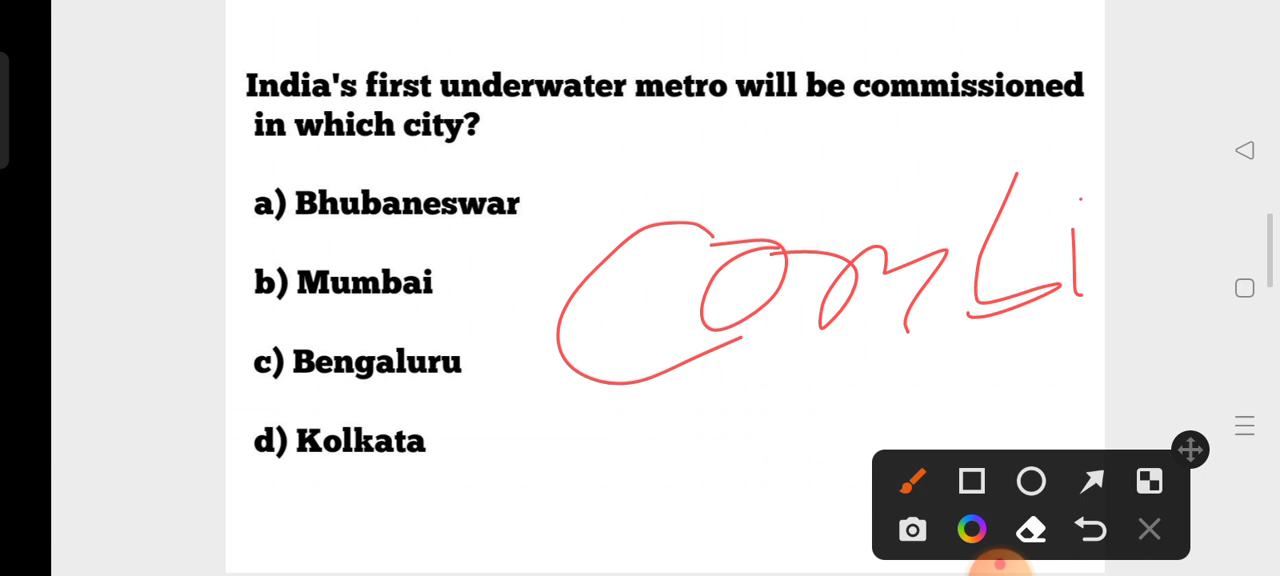 India's first underwater metro will be commissioned
in which city?
a) Bhubaneswar
b) Mumbai
c) Bengaluru
d) Kolkata